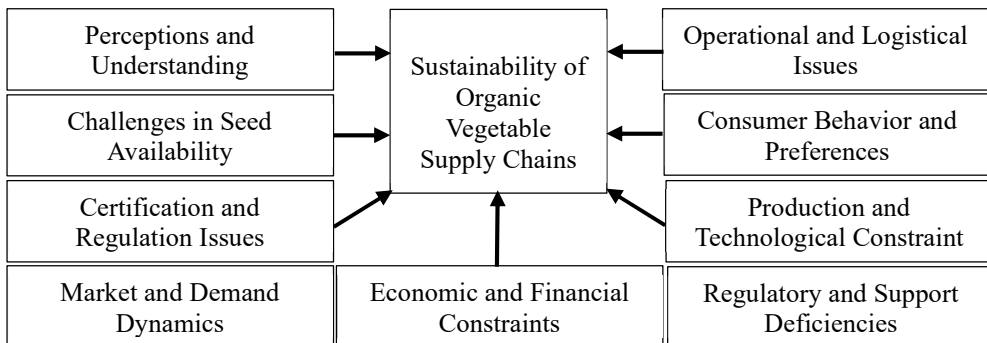 Perceptions and
Understanding
Challenges in Seed
Availability
Certification and
Regulation Issues
Market and Demand
Dynamics
Sustainability of
Organic
Vegetable
Supply Chains
Economic and Financial
Constraints
Operational and Logistical
Issues
Consumer Behavior and
Preferences
Production and
Technological Constraint
Regulatory and Support
Deficiencies